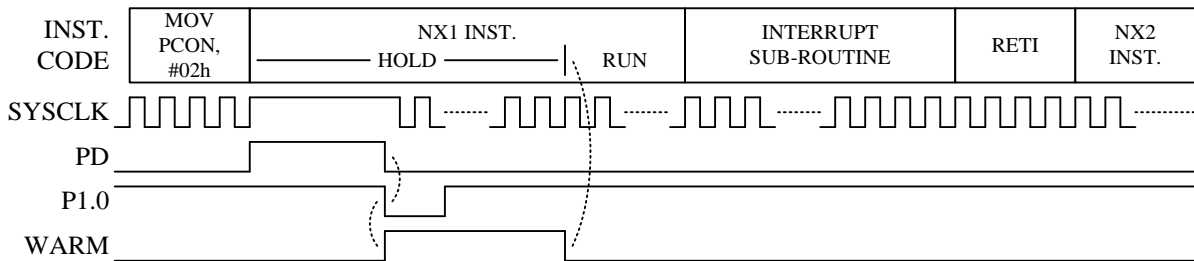 INST.
CODE
MOV
PCON,
#02h
NX1 INST.
HOLD
RUN
INTERRUPT
SUB-ROUTINE
RETI
NX2
INST.
SYSCLK
PD
P1.0
WARM